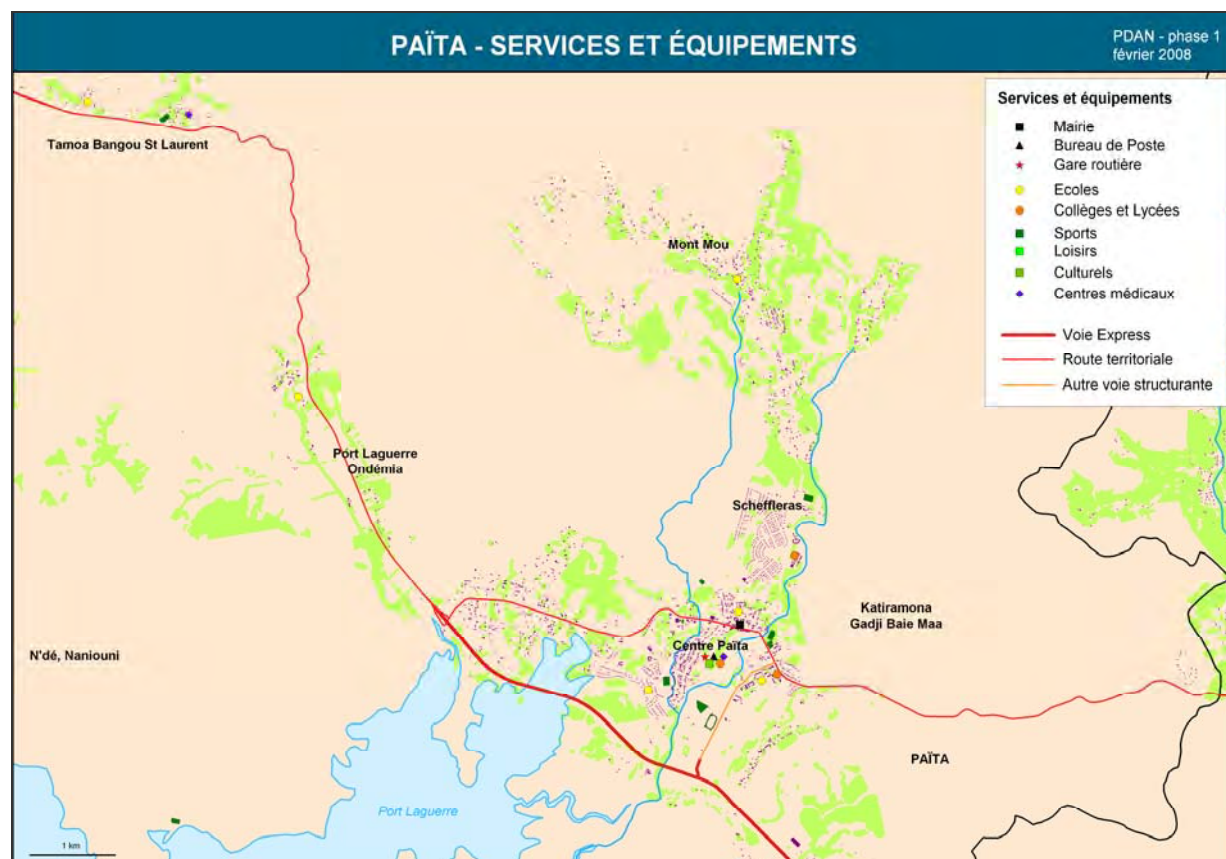 PAÏTA - SERVICES ET ÉQUIPEMENTS
PDAN - phase 1
février 2008
Services et équipements
Mairie
Bureau de Poste
Gare routière
Ecoles
Collèges et Lycées
Sports
Loisirs
Culturels
Centres médicaux
Voie Express
Route territoriale
Autre voie structurante
Tamoa Bangou St Laurent
Mont Mou
Port Laguerre
Ondémia
Scheffleras
Katiramona
Gadji Baie Maa
Centre Païta
N'dé, Naniouni
PAÏTA
Port Laguerre
1 km